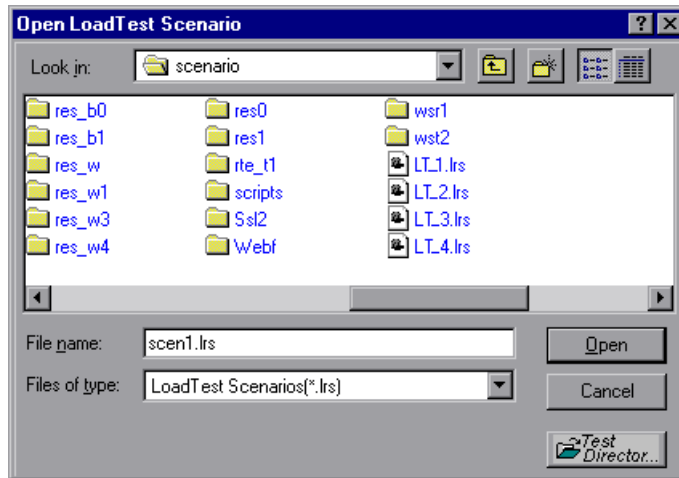 Open LoadTest Scenario
Look in: scenario
res_b0 res0 wsr1
res_b1 res1 wst2
res_w rte_t1 LT_1.lrs
res_w1 scripts LT_2.lrs
res_w3 Ssl2 LT_3.lrs
res_w4 Webf LT_4.lrs
File name: scen1.lrs Open
Files of type: LoadTest Scenarios(*.lrs) Cancel
Test
Director...